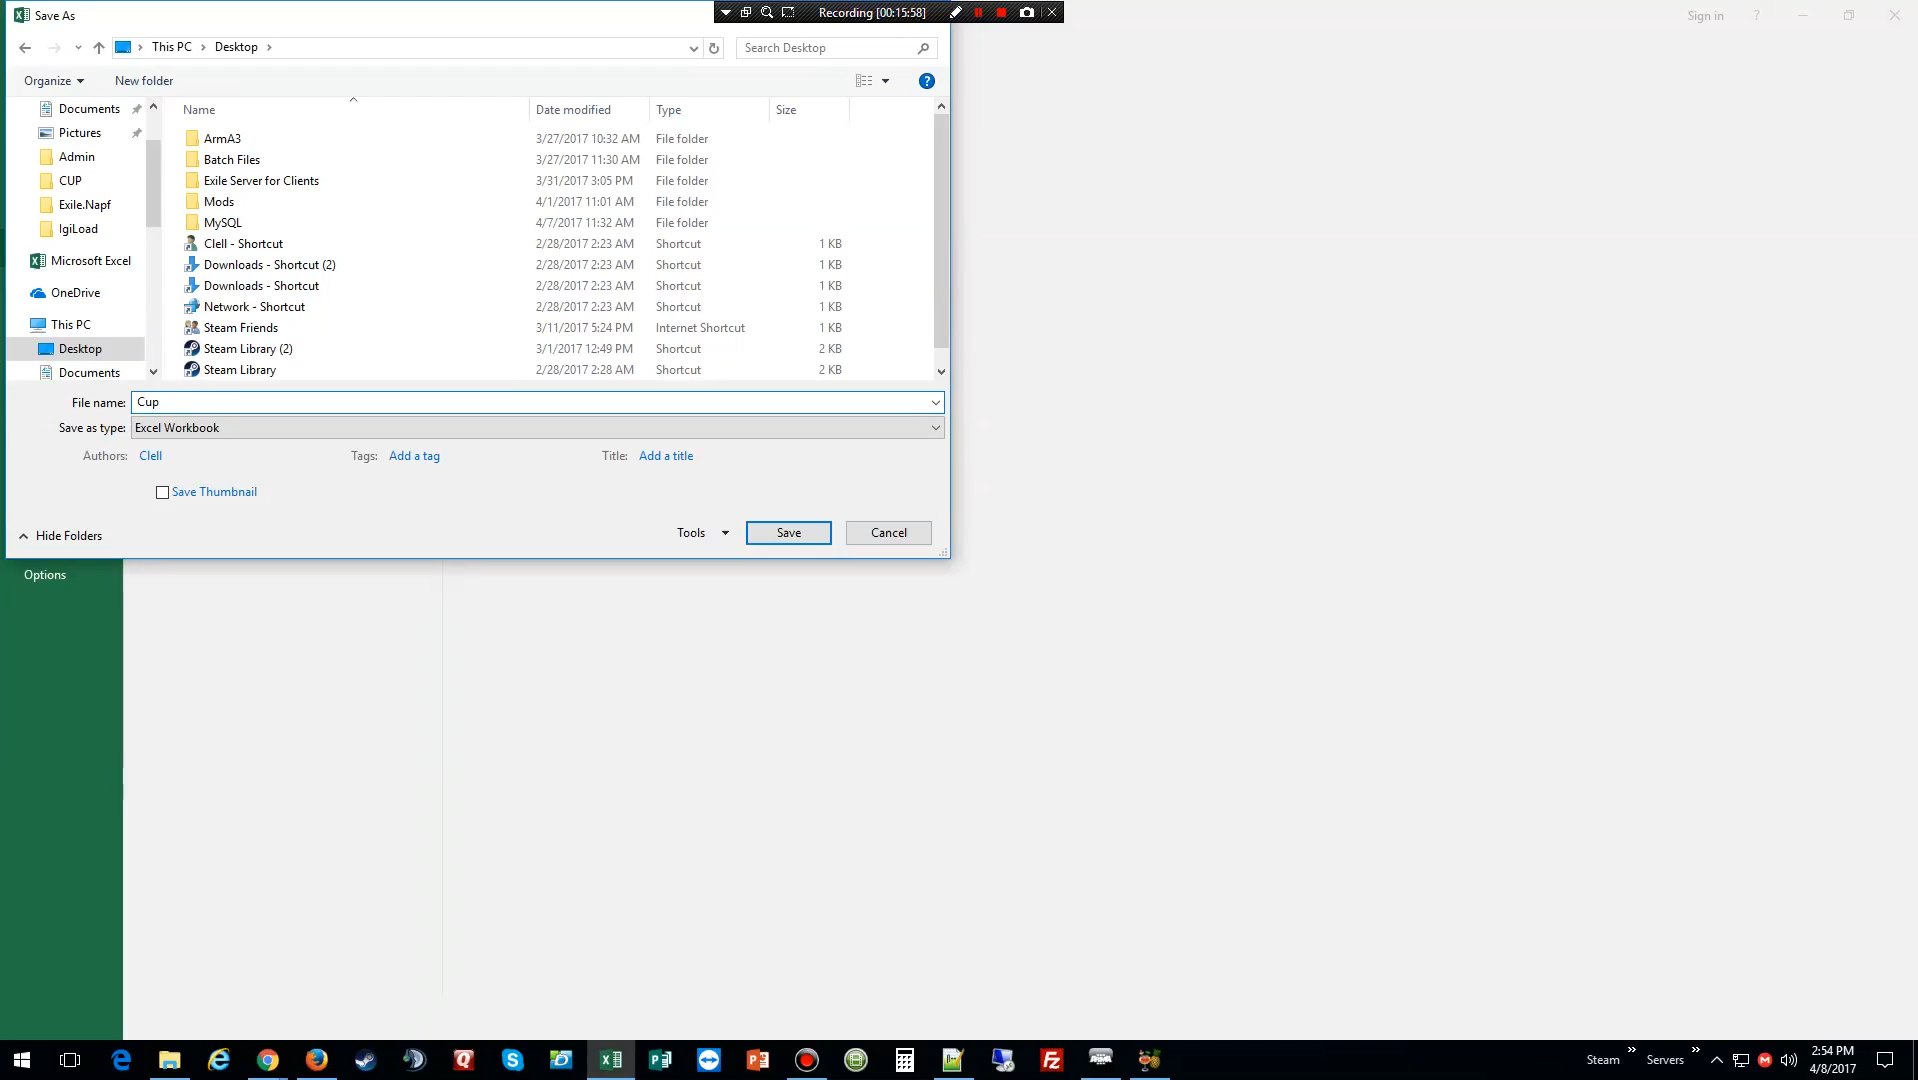 Save As
Recording [00:15:58]
Sign in
?
This PC
Desktop
Search Desktop
Organize
New folder
?
Name
Date modified
Type
Size
Documents
Pictures
Admin
CUP
Exile.Napf
IgiLoad
Microsoft Excel
OneDrive
This PC
Desktop
Documents
ArmA3 3/27/2017 10:32 AM File folder
Batch Files 3/27/2017 11:30 AM File folder
Exile Server for Clients 3/31/2017 3:05 PM File folder
Mods 4/1/2017 11:01 AM File folder
MySQL 4/7/2017 11:32 AM File folder
Clell - Shortcut 2/28/2017 2:23 AM Shortcut 1 KB
Downloads - Shortcut (2) 2/28/2017 2:23 AM Shortcut 1 KB
Downloads - Shortcut 2/28/2017 2:23 AM Shortcut 1 KB
Network - Shortcut 2/28/2017 2:23 AM Shortcut 1 KB
Steam Friends 3/11/2017 5:24 PM Internet Shortcut 1 KB
Steam Library (2) 3/1/2017 12:49 PM Shortcut 2 KB
Steam Library 2/28/2017 2:28 AM Shortcut 2 KB
File name: Cup
Save as type: Excel Workbook
Authors: Clell Tags: Add a tag Title: Add a title
Save Thumbnail
Hide Folders
Tools
Save
Cancel
Options
Steam
Servers
2:54 PM
4/8/2017